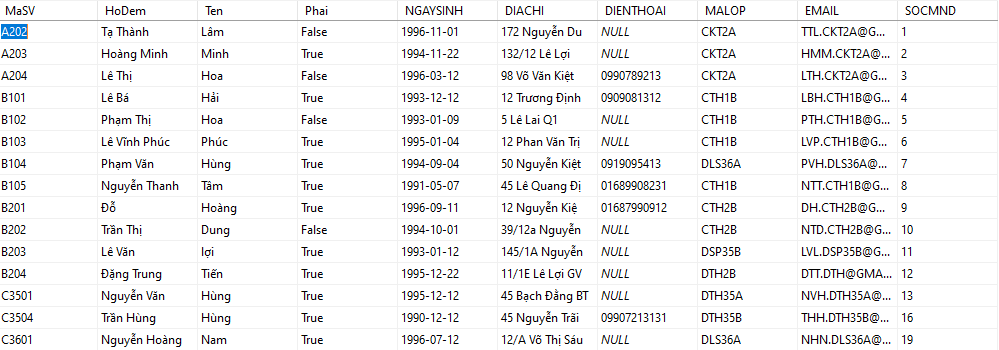 MaSV HoDem Ten Phai NGAYSINH DIACHI DIENTHOAI MALOP EMAIL SOCMND
A202 Tạ Thành Lâm False 1996-11-01 172 Nguyễn Du NULL CKT2A TTL.CKT2A@G... 1
A203 Hoàng Minh Minh True 1994-11-22 132/12 Lê Lợi NULL CKT2A HMM.CKT2A@... 2
A204 Lê Thị Hoa False 1996-03-12 98 Võ Văn Kiệt 0990789213 CKT2A LTH.CKT2A@G... 3
B101 Lê Bá Hải True 1993-12-12 12 Trương Định 0909081312 CTH1B LBH.CTH1B@G... 4
B102 Phạm Thị Hoa False 1993-01-09 5 Lê Lai Q1 NULL CTH1B PTH.CTH1B@G... 5
B103 Lê Vĩnh Phúc Phúc True 1995-01-04 12 Phan Văn Trị NULL CTH1B LVP.CTH1B@G... 6
B104 Phạm Văn Hùng True 1994-09-04 50 Nguyễn Kiệt 0919095413 DLS36A PVH.DLS36A@... 7
B105 Nguyễn Thanh Tâm True 1991-05-07 45 Lê Quang Đị 01689908231 CTH1B NTT.CTH1B@G... 8
B201 Đỗ Hoàng True 1996-09-11 12 Nguyễn Kiệ 01687990912 CTH2B DH.CTH2B@G... 9
B202 Trần Thị Dung False 1994-10-01 39/12a Nguyễn NULL CTH2B NTD.CTH2B@G... 10
B203 Lê Văn lợi True 1993-01-12 145/1A Nguyễn NULL DSP35B LVL.DSP35B@G... 11
B204 Đặng Trung Tiến True 1995-12-22 11/1E Lê Lợi GV NULL DTH2B DTT.DTH@GMA... 12
C3501 Nguyễn Văn Hùng True 1995-12-12 45 Bạch Đằng BT NULL DTH35A NVH.DTH35A@... 13
C3504 Trần Hùng Hùng True 1990-12-12 45 Nguyễn Trãi 09907213131 DTH35B THH.DTH35B@... 16
C3601 Nguyễn Hoàng Nam True 1996-07-12 12/A Võ Thị Sáu NULL DLS36A NHN.DLS36A@... 19